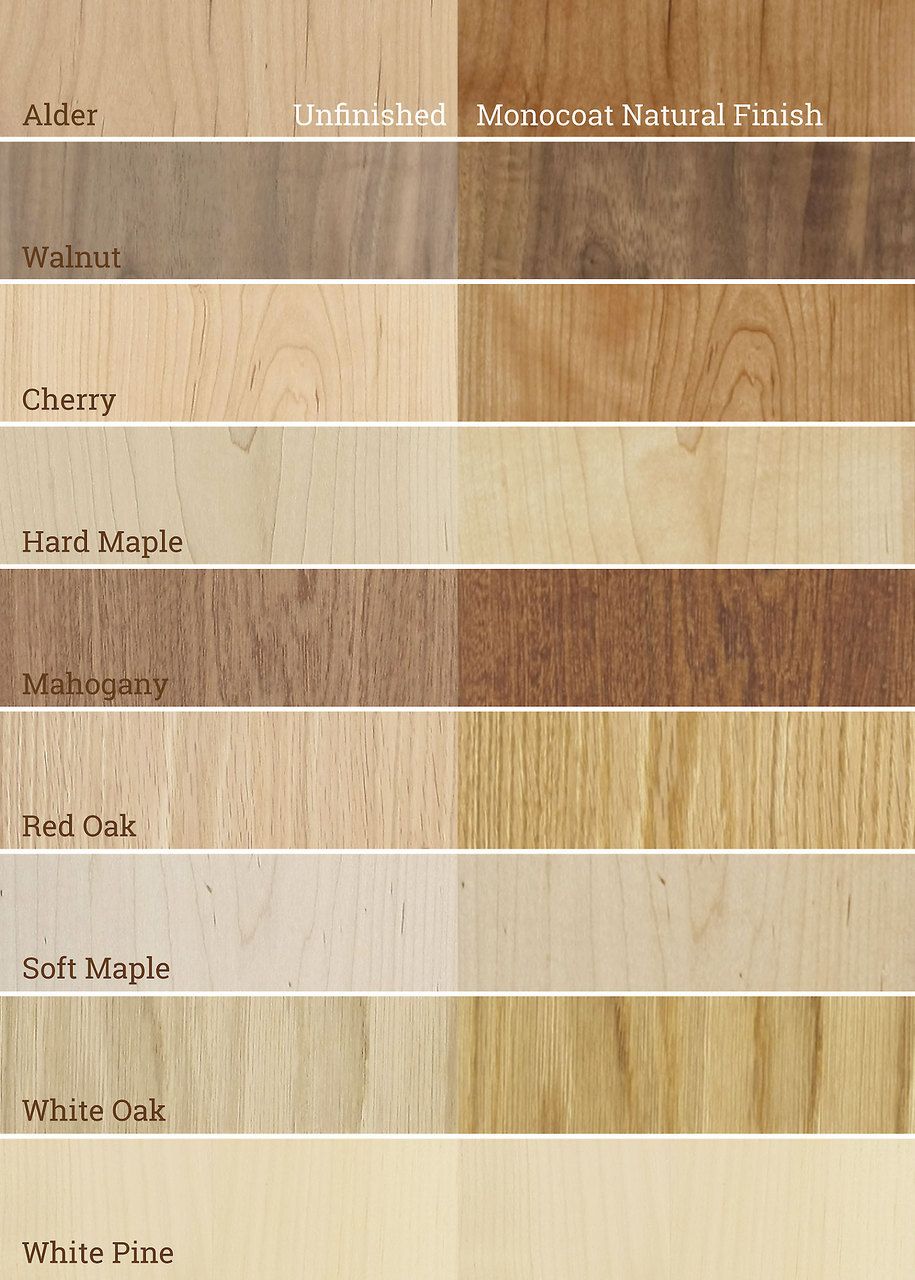 Alder Unfinished Monocoat Natural Finish
Walnut
Cherry
Hard Maple
Mahogany
Red Oak
Soft Maple
White Oak
White Pine